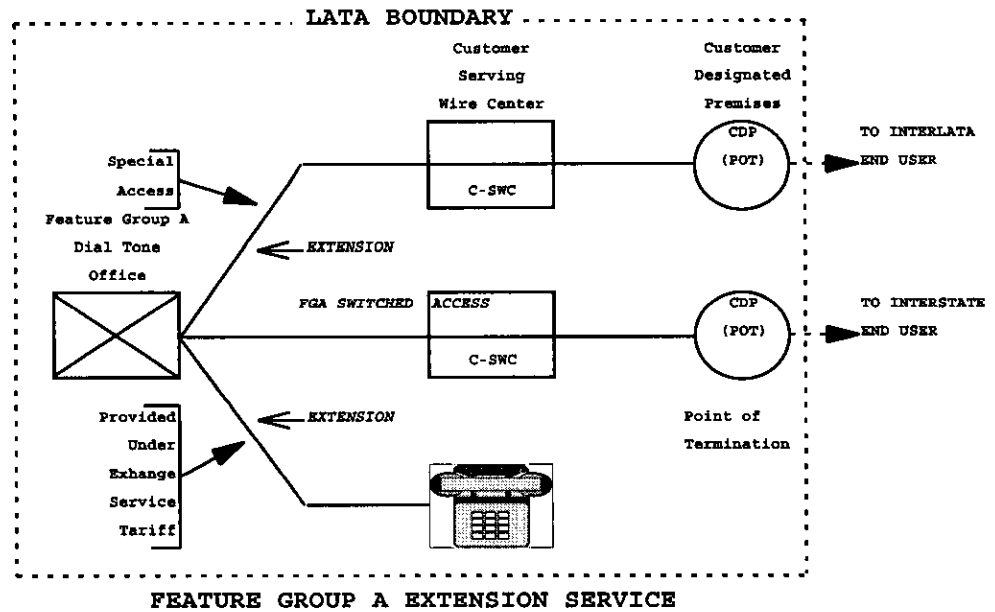 LATA BOUNDARY
Customer
Serving
Wire Center
Customer
Designated
Premises
CDP
(POT)
TO INTERLATA
END USER
C-SWC
Special
Access
Feature Group A
Dial Tone
Office
EXTENSION
FGA SWITCHED ACCESS
CDP
(POT)
TO INTERSTATE
END USER
C-SWC
EXTENSION
Provided
Under
Exhange
Service
Tariff
Point of
Termination
FEATURE GROUP A EXTENSION SERVICE